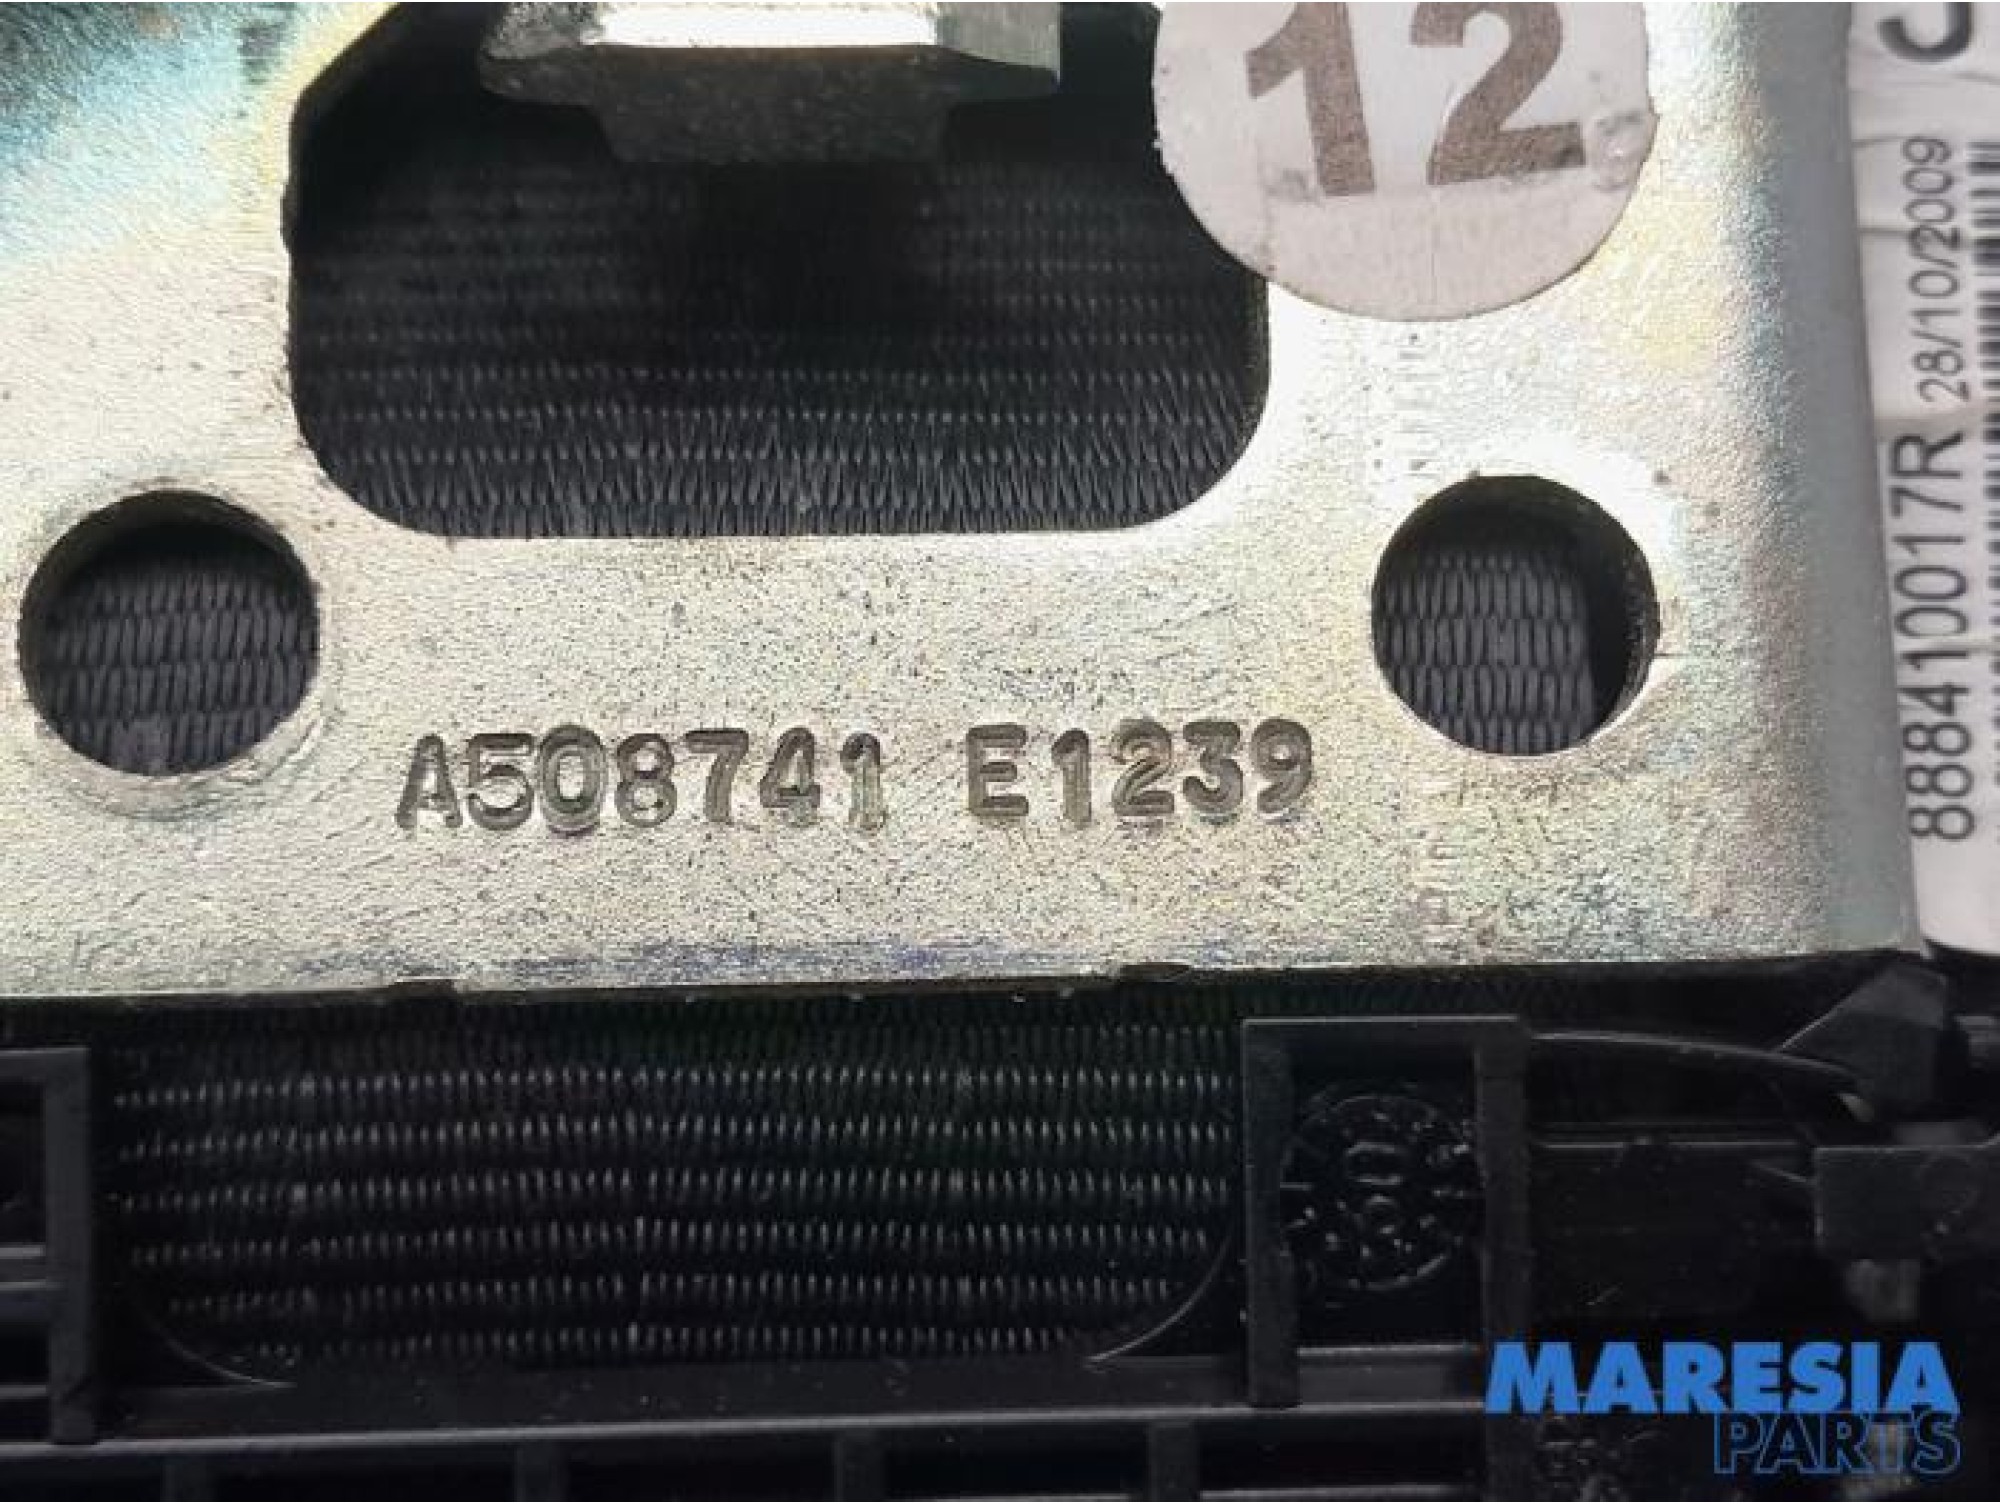 12
A508741 E1239
888410017R 28/10/2009
MARESIA
PARTS